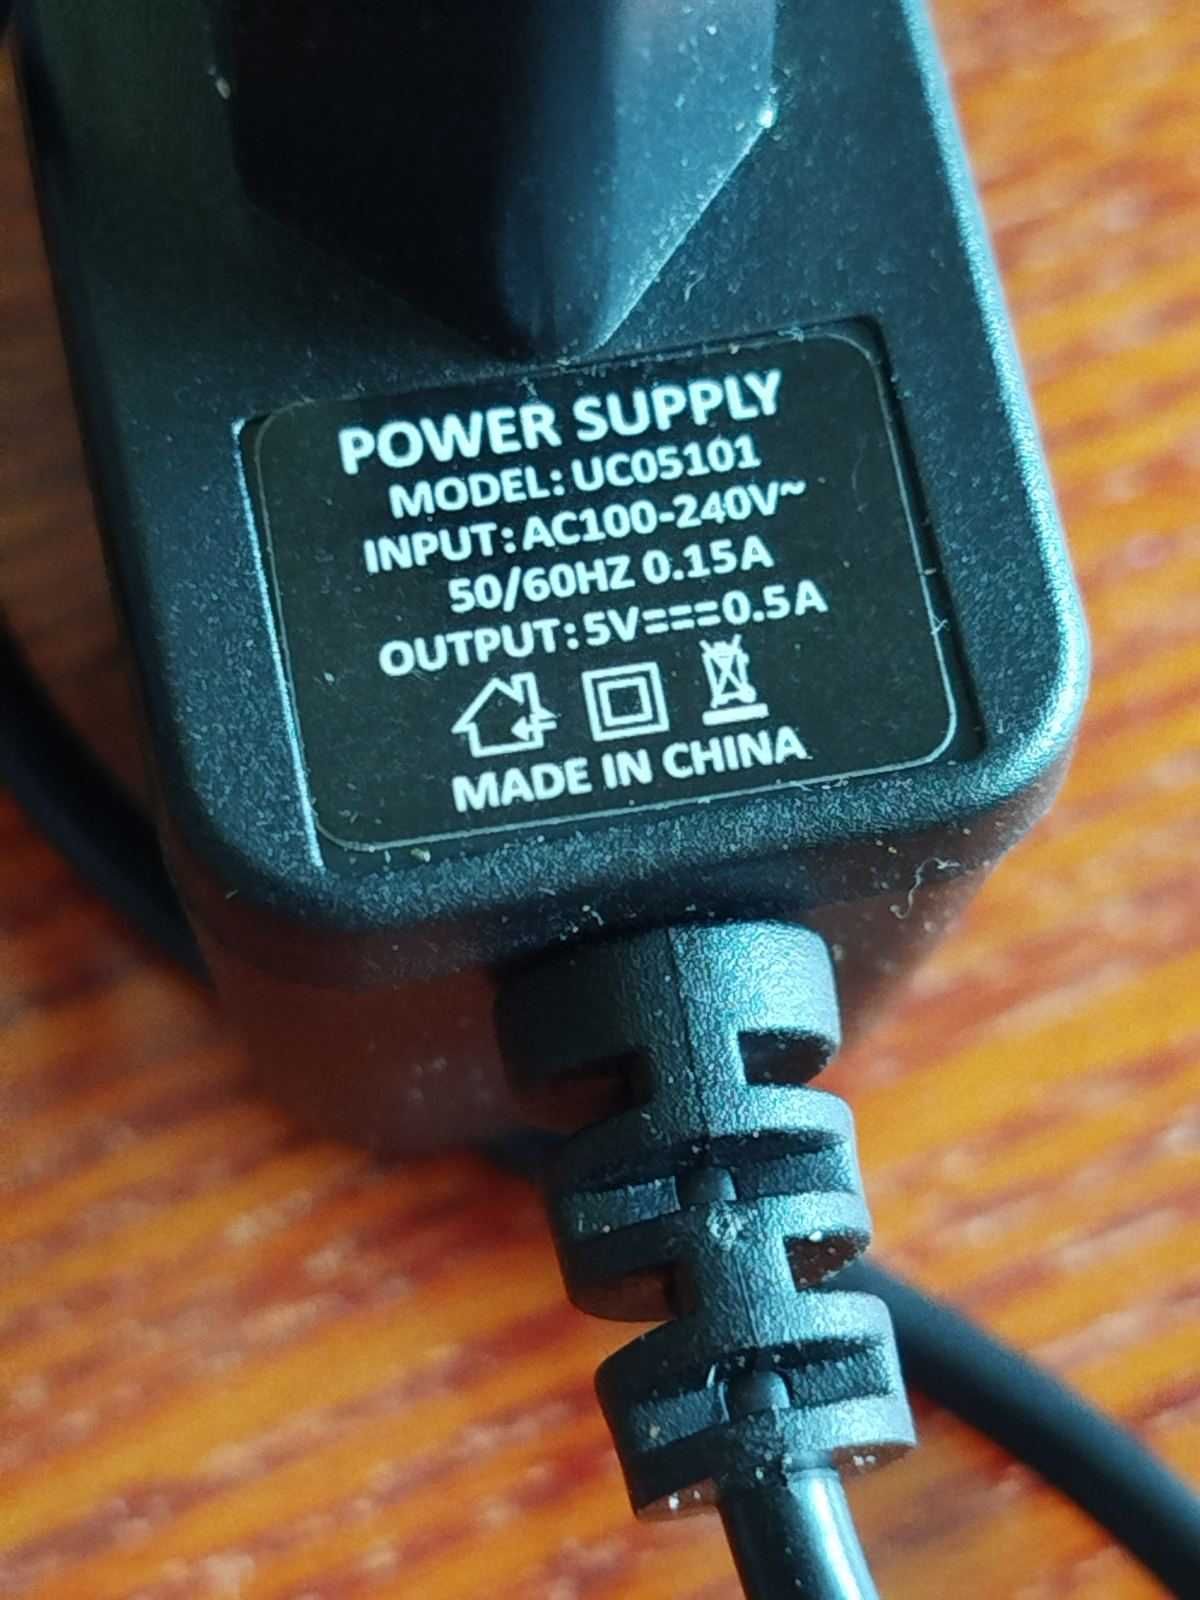 POWER SUPPLY
MODEL: UC05101
INPUT: AC100-240V~
50/60HZ 0.15A
OUTPUT: 5V⎓0.5A
MADE IN CHINA